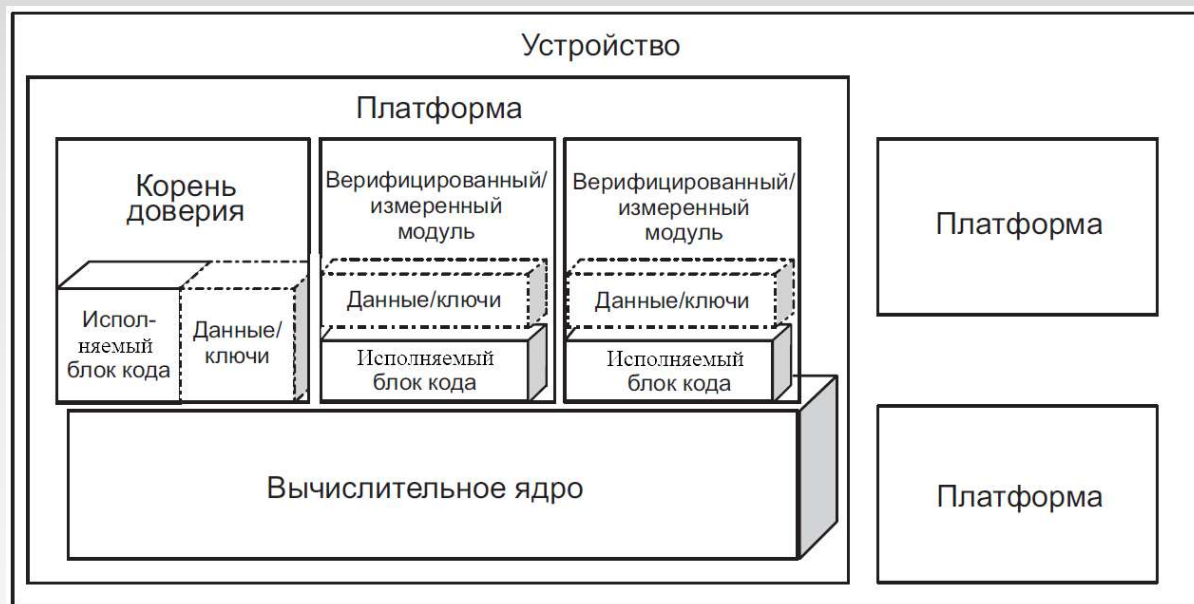 Устройство
Платформа
Корень
доверия
Испол-
няемый
блок кода
Данные/
ключи
Верифицированный/
измеренный
модуль
Данные/ключи
Исполняемый
блок кода
Верифицированный/
измеренный
модуль
Данные/ключи
Исполняемый
блок кода
Вычислительное ядро
Платформа
Платформа